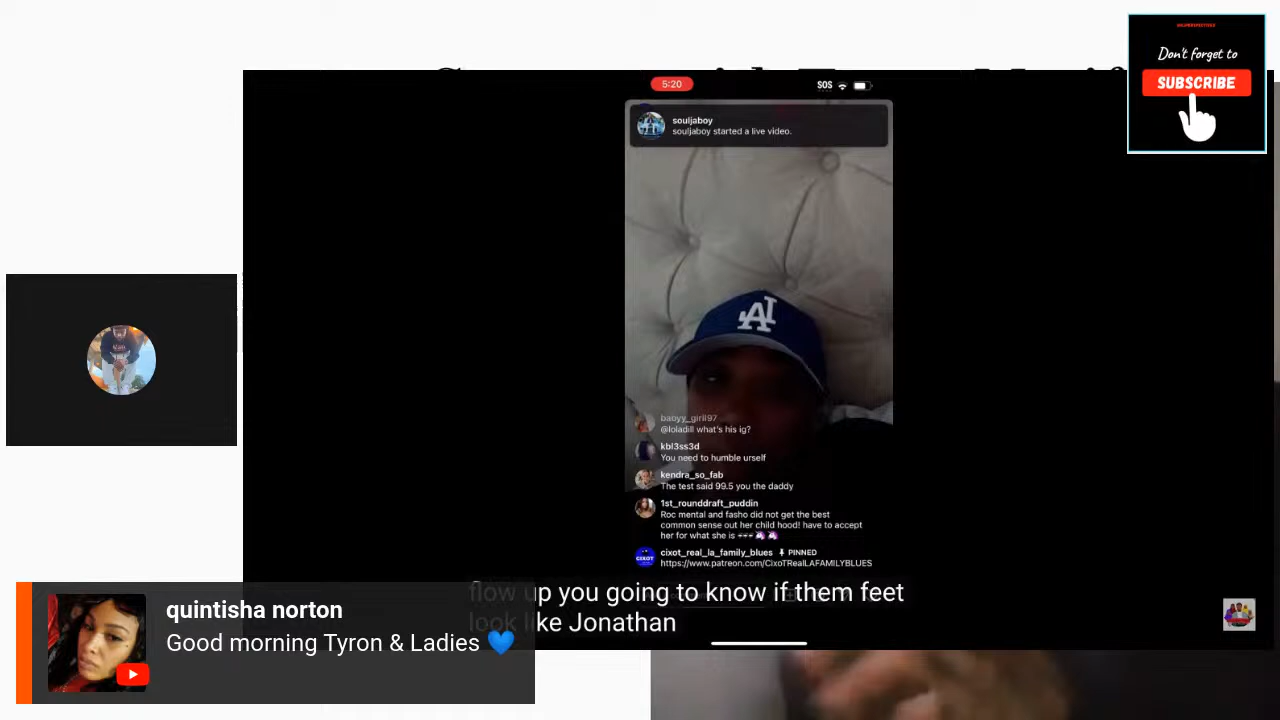 Don't forget to
SUBSCRIBE
5:20
SOS
souljaboy
souljaboy started a live video.
LA
baoyy_girll97
@loladill what's his ig?
kbl3ss3d
You need to humble urself
kendra_so_fab
The test said 99.5 you the daddy
1st_rounddraft_puddin
Roc mental and fasho did not get the best
common sense out her child hood! have to accept
her for what she is
cixot_real_la_family_blues PINNED
https://www.patreon.com/CixoTRealLAFAMILYBLUES
CIXOT
flow up you going to know if them feet
look like Jonathan
quintisha norton
Good morning Tyron & Ladies 💙